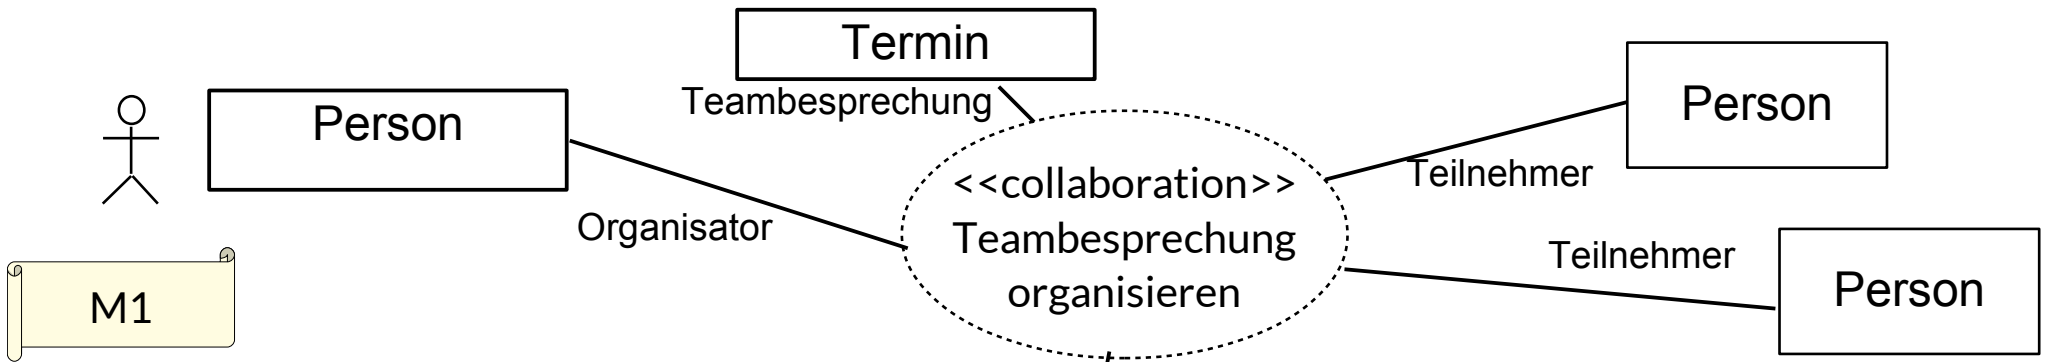 Termin
Teambesprechung
Person
Person
<<collaboration>>
Teambesprechung
organisieren
Teilnehmer
Organisator
Teilnehmer
Person
M1